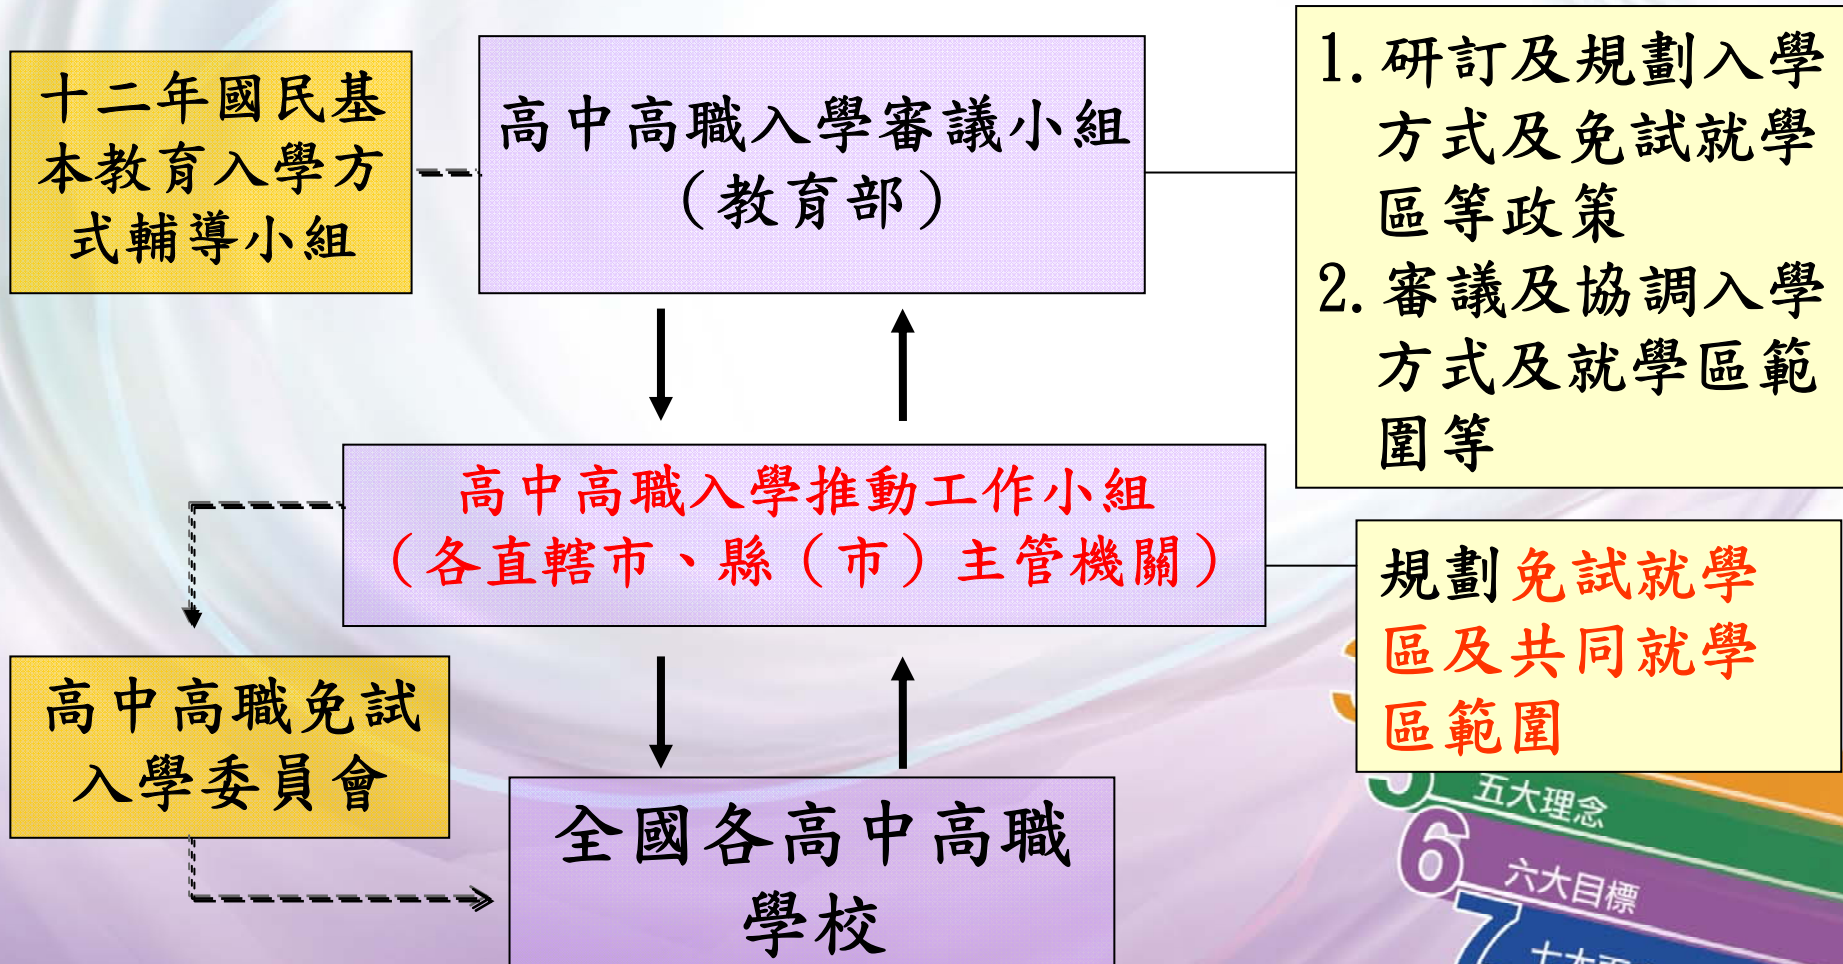 十二年國民基
本教育入學方
式輔導小組
高中高職入學審議小組
（教育部）
1. 研訂及規劃入學
方式及免試就學
區等政策
2. 審議及協調入學
方式及就學區範
圍等
高中高職入學推動工作小組
（各直轄市、縣（市）主管機關）
規劃免試就學
區及共同就學
區範圍
高中高職免試
入學委員會
全國各高中高職
學校
5 五大理念
6 六大目標
7